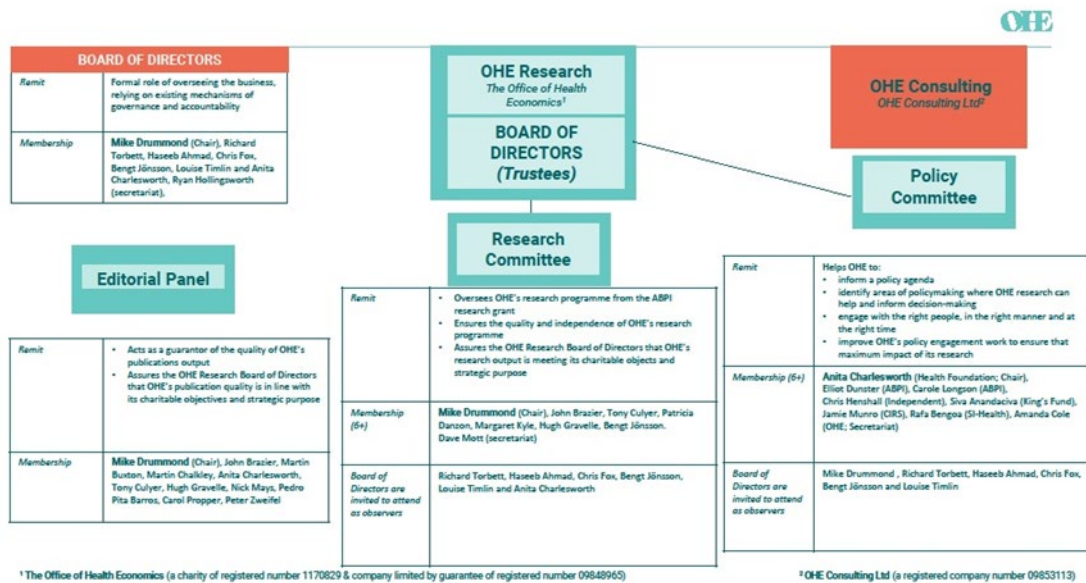 OHE
BOARD OF DIRECTORS
Remit
Formal role of overseeing the business,
relying on existing mechanisms of
governance and accountability
Membership
Mike Drummond (Chair), Richard
Torbett, Haseeb Ahmad, Chris Fox,
Bengt Jönsson, Louise Timlin and Anita
Charlesworth, Ryan Hollingsworth
(secretariat),
OHE Research
The Office of Health
Economics¹
BOARD OF
DIRECTORS
(Trustees)
OHE Consulting
OHE Consulting Ltd²
Policy
Committee
Editorial Panel
Remit
• Acts as a guarantor of the quality of OHE's
publications output
• Assures the OHE Research Board of Directors
that OHE's publication quality is in line with
its charitable objectives and strategic purpose
Membership
Mike Drummond (Chair), John Brazier, Martin
Buxton, Martin Chalkley, Anita Charlesworth,
Tony Culyer, Hugh Gravelle, Nick Mays, Pedro
Pita Barros, Carol Propper, Peter Zweifel
Research
Committee
Remit
• Oversees OHE's research programme from the ABPI
research grant
• Ensures the quality and independence of OHE's research
programme
• Assures the OHE Research Board of Directors that OHE's
research output is meeting its charitable objects and
strategic purpose
Membership
(6+)
Mike Drummond (Chair), John Brazier, Tony Culyer, Patricia
Danzon, Margaret Kyle, Hugh Gravelle, Bengt Jönsson.
Dave Mott (secretariat)
Board of
Directors are
invited to attend
as observers
Richard Torbett, Haseeb Ahmad, Chris Fox, Bengt Jönsson,
Louise Timlin and Anita Charlesworth
Remit
Helps OHE to:
• inform a policy agenda
• identify areas of policymaking where OHE research can
help and inform decision-making
• engage with the right people, in the right manner and at
the right time
• improve OHE's policy engagement work to ensure that
maximum impact of its research
Membership (6+)
Anita Charlesworth (Health Foundation; Chair),
Elliot Dunster (ABPI), Carole Longson (ABPI),
Chris Henshall (Independent), Siva Anandaciva (King's Fund),
Jamie Munro (CIRS), Rafa Bengoa (SI-Health), Amanda Cole
(OHE; Secretariat)
Board of
Directors are
invited to attend
as observers
Mike Drummond , Richard Torbett, Haseeb Ahmad, Chris Fox,
Bengt Jönsson and Louise Timlin
¹ The Office of Health Economics (a charity of registered number 1170829 & company limited by guarantee of registered number 09848965)
² OHE Consulting Ltd (a registered company number 09853113)